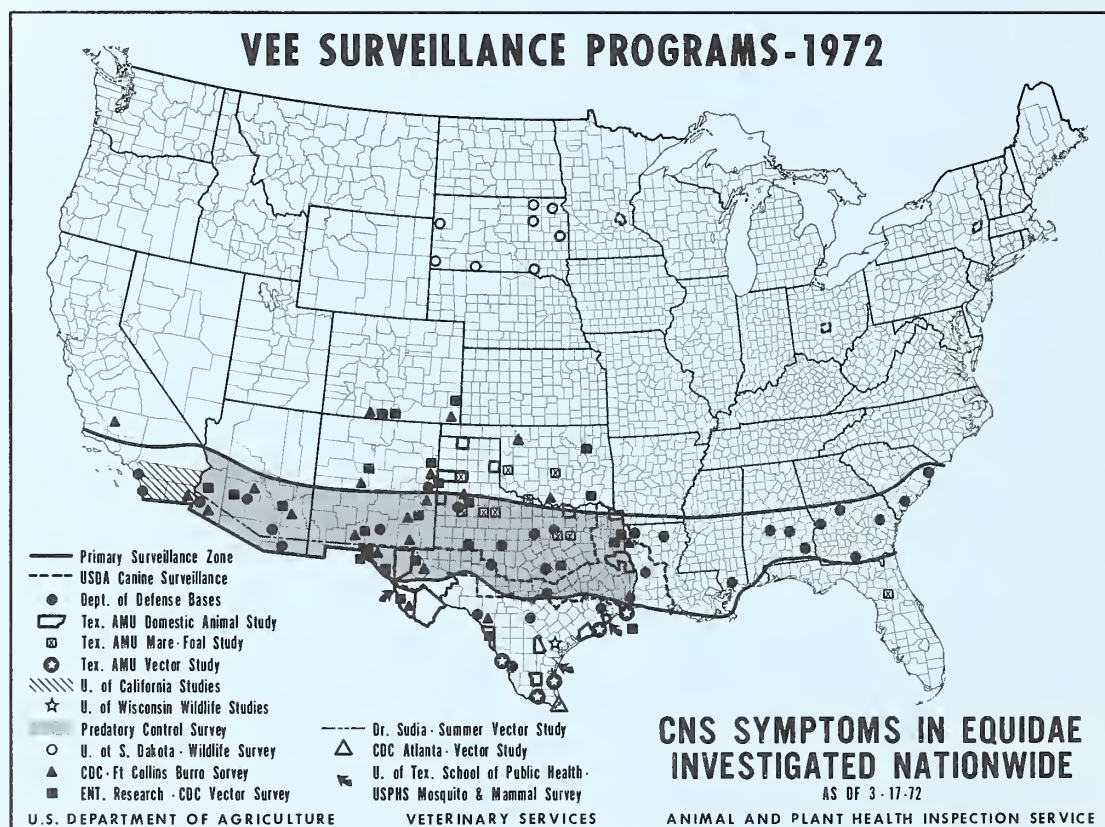 VEE SURVEILLANCE PROGRAMS-1972
Primary Surveillance Zone
USDA Canine Surveillance
Dept. of Defense Bases
Tex. AMU Domestic Animal Study
Tex. AMU Mare-Foal Study
Tex. AMU Vector Study
U. of California Studies
U. of Wisconsin Wildlife Studies
Predatory Control Survey
U. of S. Dakota - Wildlife Survey
CDC - Ft Collins Burro Sorvey
ENT. Research - CDC Vector Survey
Dr. Sudia - Summer Vector Study
CDC Atlanta - Vector Study
U. of Tex. School of Public Health -
USPHS Mosquito & Mammal Survey
CNS SYMPTOMS IN EQUIDAE
INVESTIGATED NATIONWIDE
AS OF 3-17-72
U.S. DEPARTMENT OF AGRICULTURE VETERINARY SERVICES ANIMAL AND PLANT HEALTH INSPECTION SERVICE